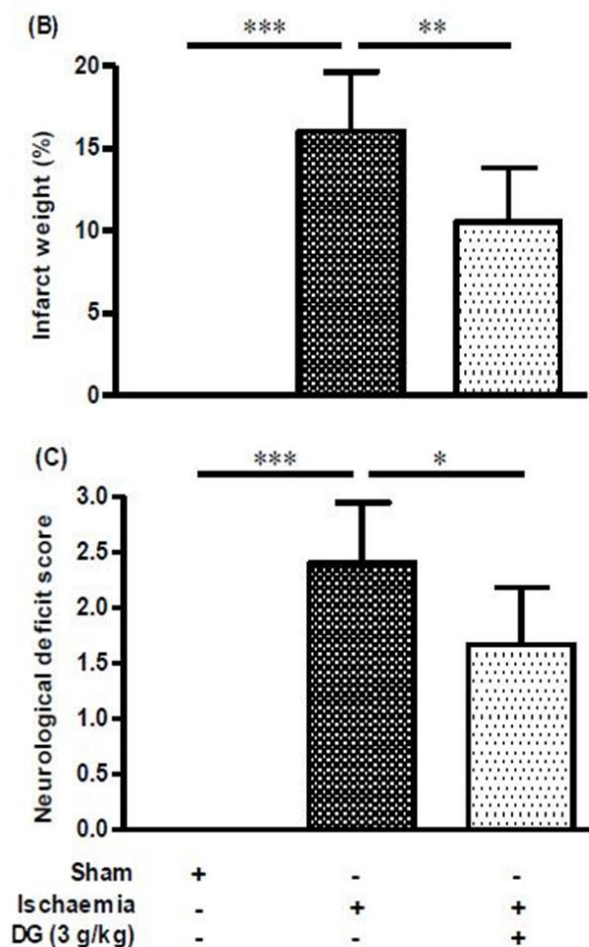 (B)
*** **
20
15
10
5
0
Infarct weight (%)
(C)
*** *
3.0
2.5
2.0
1.5
1.0
0.5
0.0
Neurological deficit score
Sham + - -
Ischaemia - + +
DG (3 g/kg) - - +